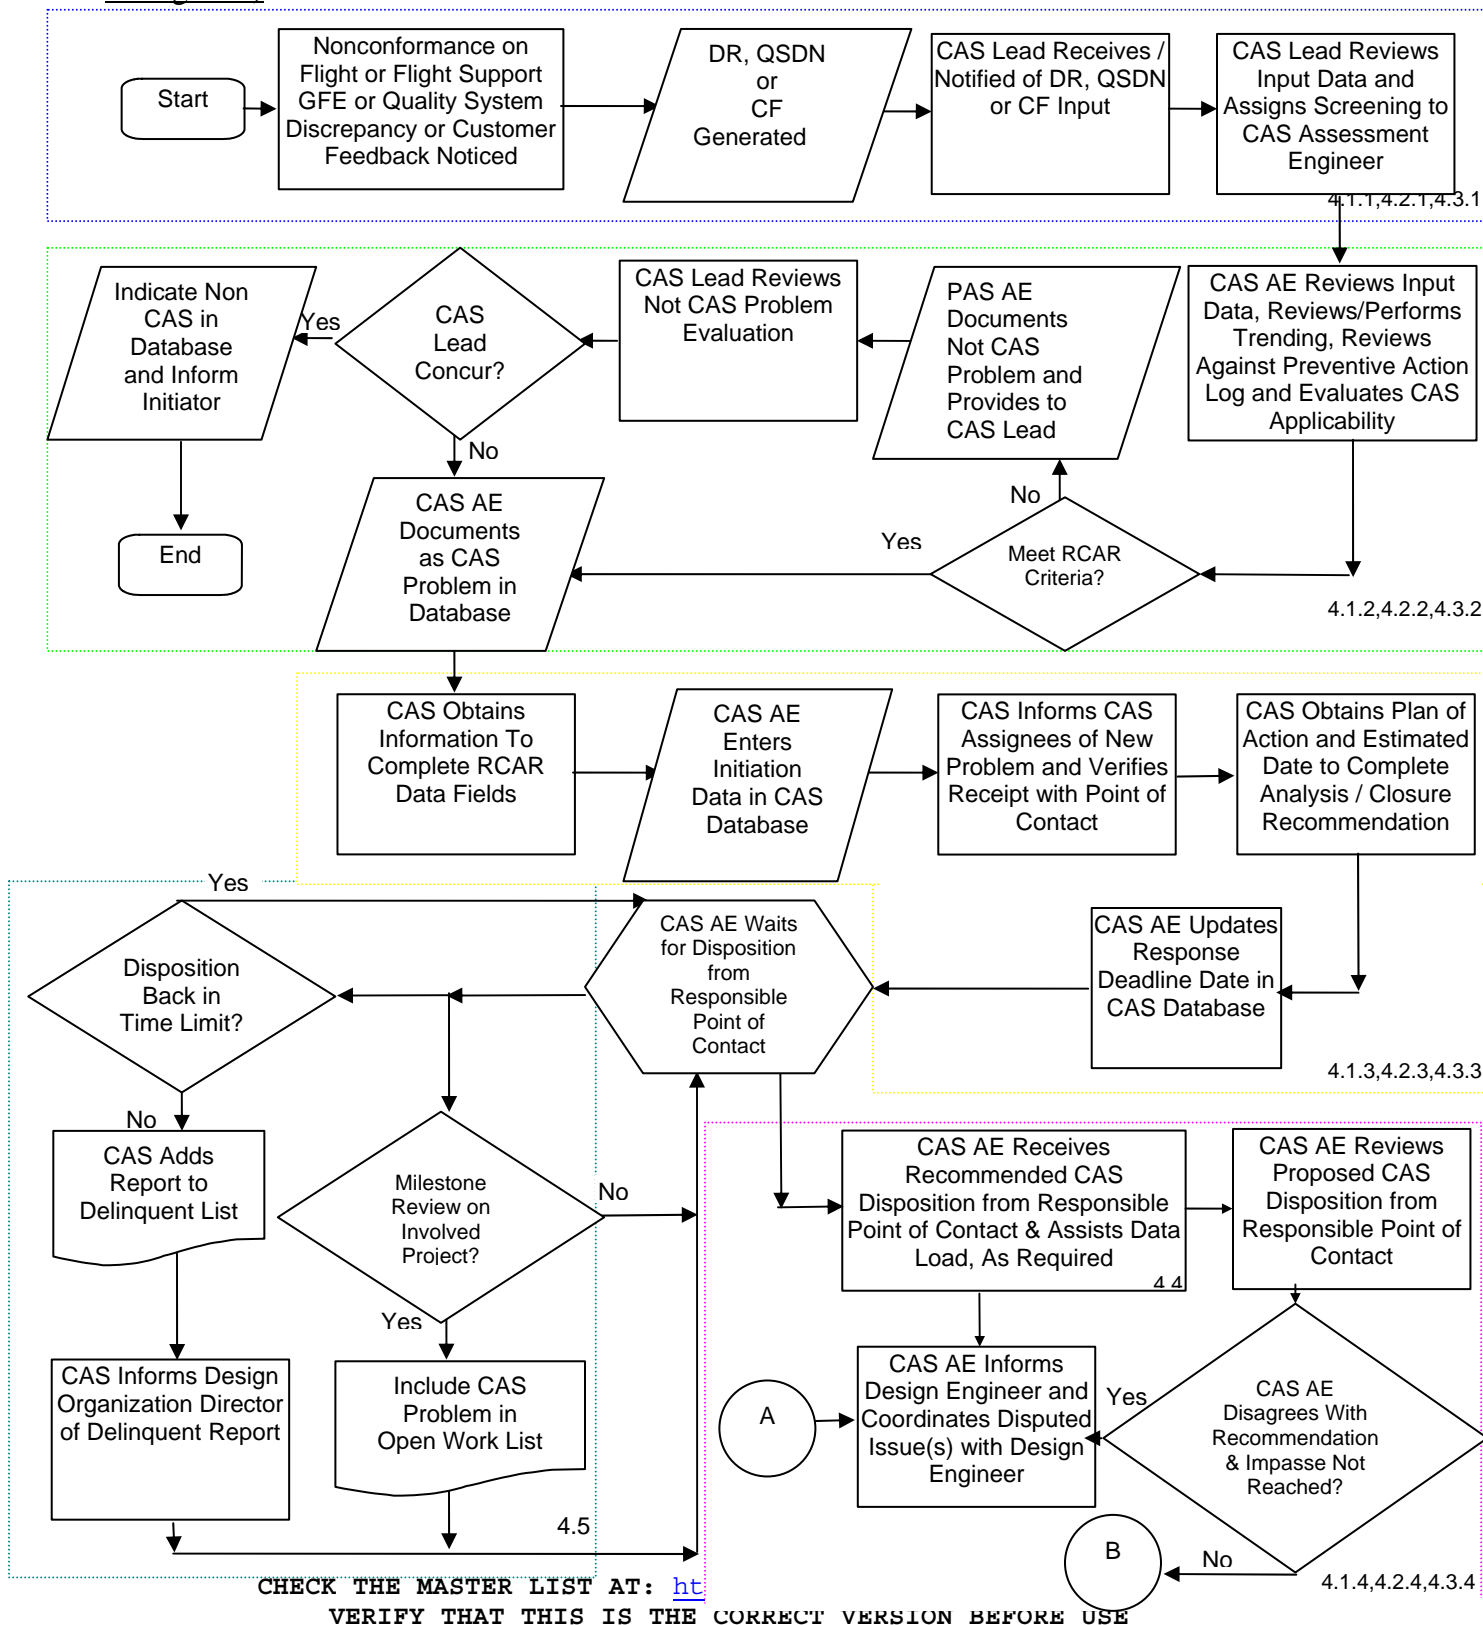 Start
Nonconformance on
Flight or Flight Support
GFE or Quality System
Discrepancy or Customer
Feedback Noticed
DR, QSDN
or
CF
Generated
CAS Lead Receives /
Notified of DR, QSDN
or CF Input
CAS Lead Reviews
Input Data and
Assigns Screening to
CAS Assessment
Engineer
4.1.1,4.2.1,4.3.1
Indicate Non
CAS in
Database
and Inform
Initiator
Yes
CAS
Lead
Concur?
CAS Lead Reviews
Not CAS Problem
Evaluation
PAS AE
Documents
Not CAS
Problem and
Provides to
CAS Lead
CAS AE Reviews Input
Data, Reviews/Performs
Trending, Reviews
Against Preventive Action
Log and Evaluates CAS
Applicability
No
No
End
CAS AE
Documents
as CAS
Problem in
Database
Yes
Meet RCAR
Criteria?
4.1.2,4.2.2,4.3.2
CAS Obtains
Information To
Complete RCAR
Data Fields
CAS AE
Enters
Initiation
Data in CAS
Database
CAS Informs CAS
Assignees of New
Problem and Verifies
Receipt with Point of
Contact
CAS Obtains Plan of
Action and Estimated
Date to Complete
Analysis / Closure
Recommendation
Yes
Disposition
Back in
Time Limit?
CAS AE Waits
for Disposition
from
Responsible
Point of
Contact
CAS AE Updates
Response
Deadline Date in
CAS Database
4.1.3,4.2.3,4.3.3
No
CAS Adds
Report to
Delinquent List
Milestone
Review on
Involved
Project?
No
CAS AE Receives
Recommended CAS
Disposition from Responsible
Point of Contact & Assists Data
Load, As Required
4.4
CAS AE Reviews
Proposed CAS
Disposition from
Responsible Point of
Contact
Yes
CAS Informs Design
Organization Director
of Delinquent Report
Include CAS
Problem in
Open Work List
4.5
A
CAS AE Informs
Design Engineer and
Coordinates Disputed
Issue(s) with Design
Engineer
Yes
CAS AE
Disagrees With
Recommendation
& Impasse Not
Reached?
B
No
4.1.4,4.2.4,4.3.4
CHECK THE MASTER LIST AT: ht
VERIFY THAT THIS IS THE CORRECT VERSION BEFORE USE